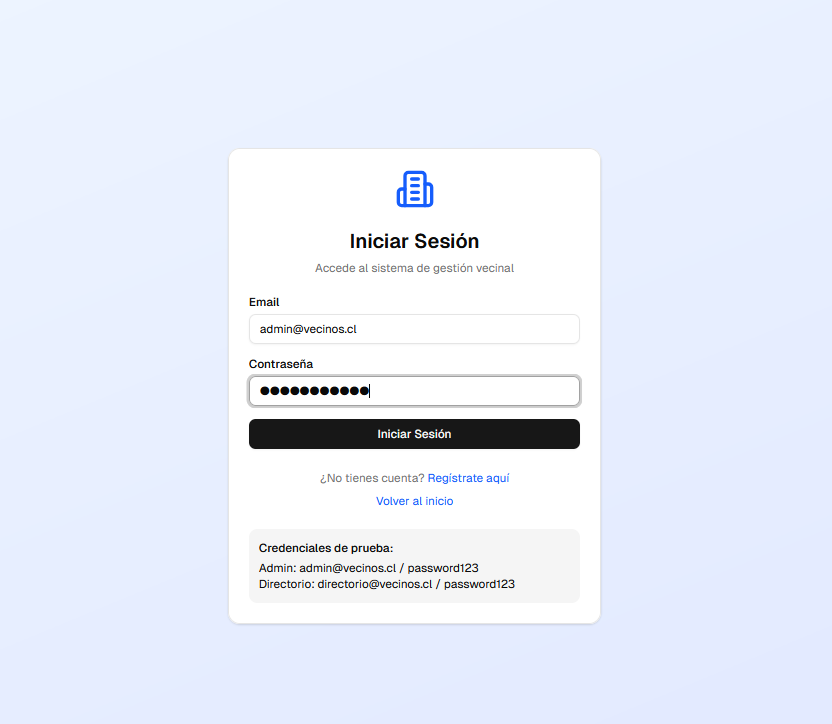 Iniciar Sesión
Accede al sistema de gestión vecinal
Email
admin@vecinos.cl
Contraseña
●●●●●●●●●●●
Iniciar Sesión
¿No tienes cuenta? Regístrate aquí
Volver al inicio
Credenciales de prueba:
Admin: admin@vecinos.cl / password123
Directorio: directorio@vecinos.cl / password123